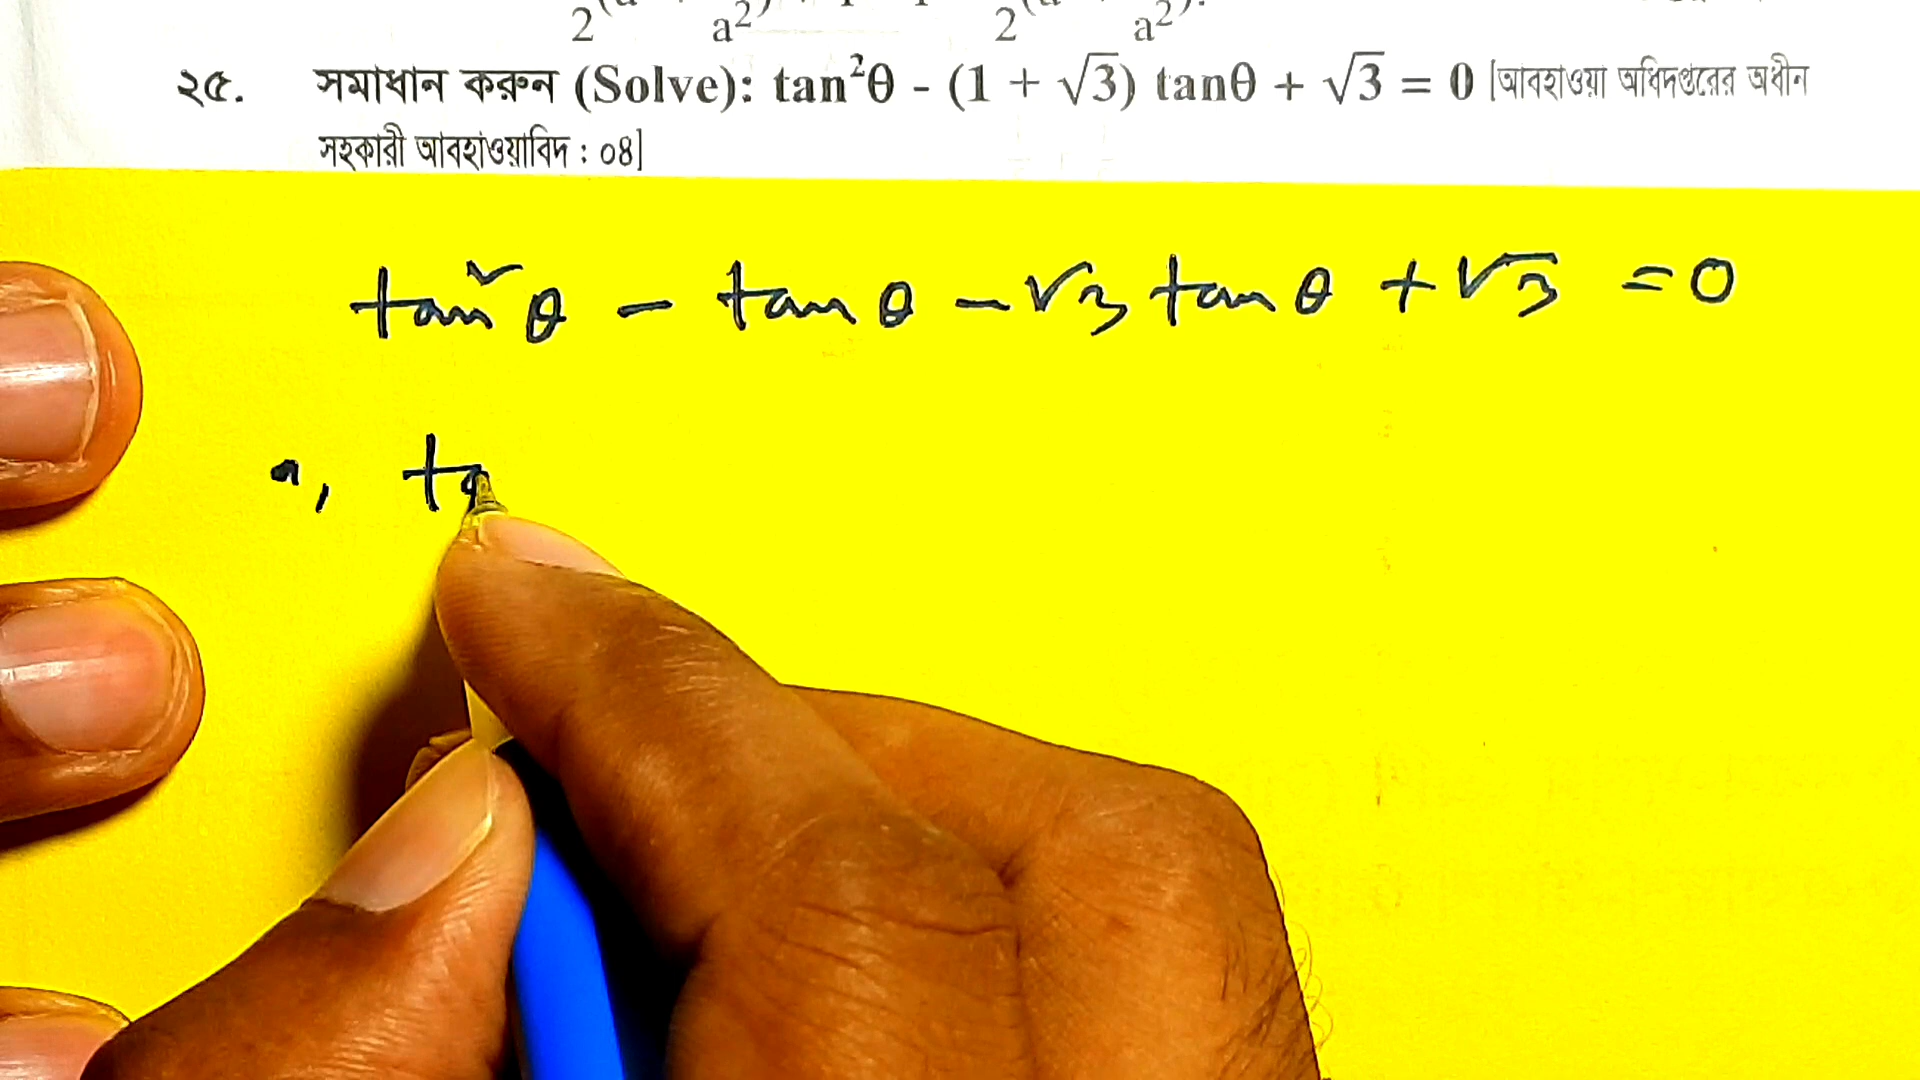 ২৫. সমাধান করুন (Solve): tan²θ - (1 + √3) tanθ + √3 = 0 [আবহাওয়া অধিদপ্তরের অধীন
সহকারী আবহাওয়াবিদ : ০৪]
tan²θ - tanθ - √3 tanθ + √3 = 0